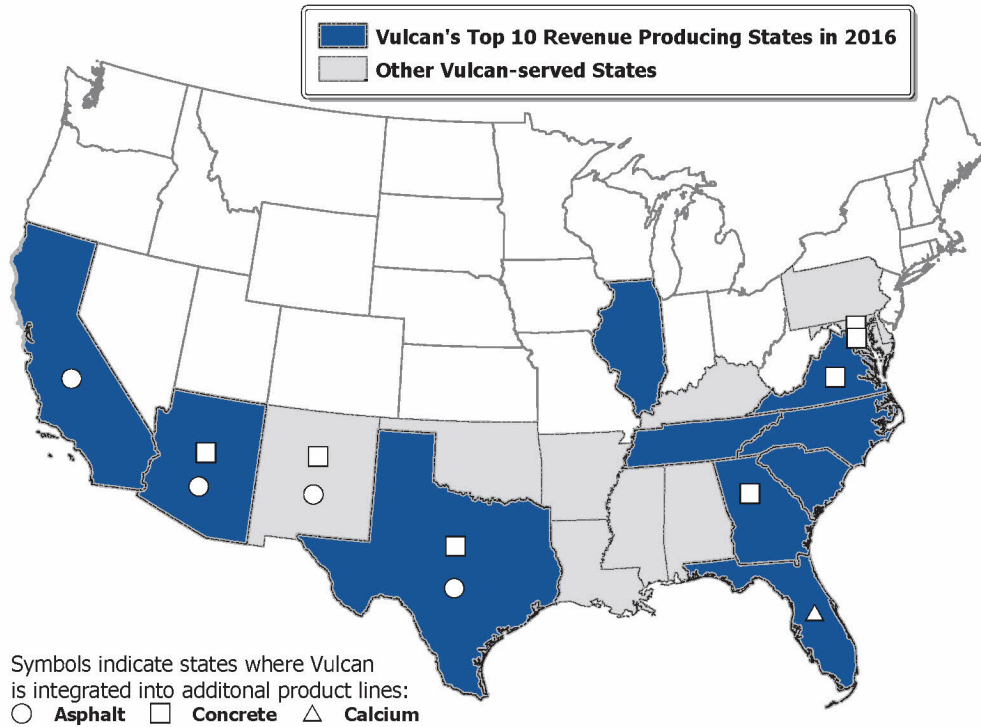 Vulcan's Top 10 Revenue Producing States in 2016
Other Vulcan-served States
Symbols indicate states where Vulcan
is integrated into additonal product lines:
Asphalt Concrete Calcium